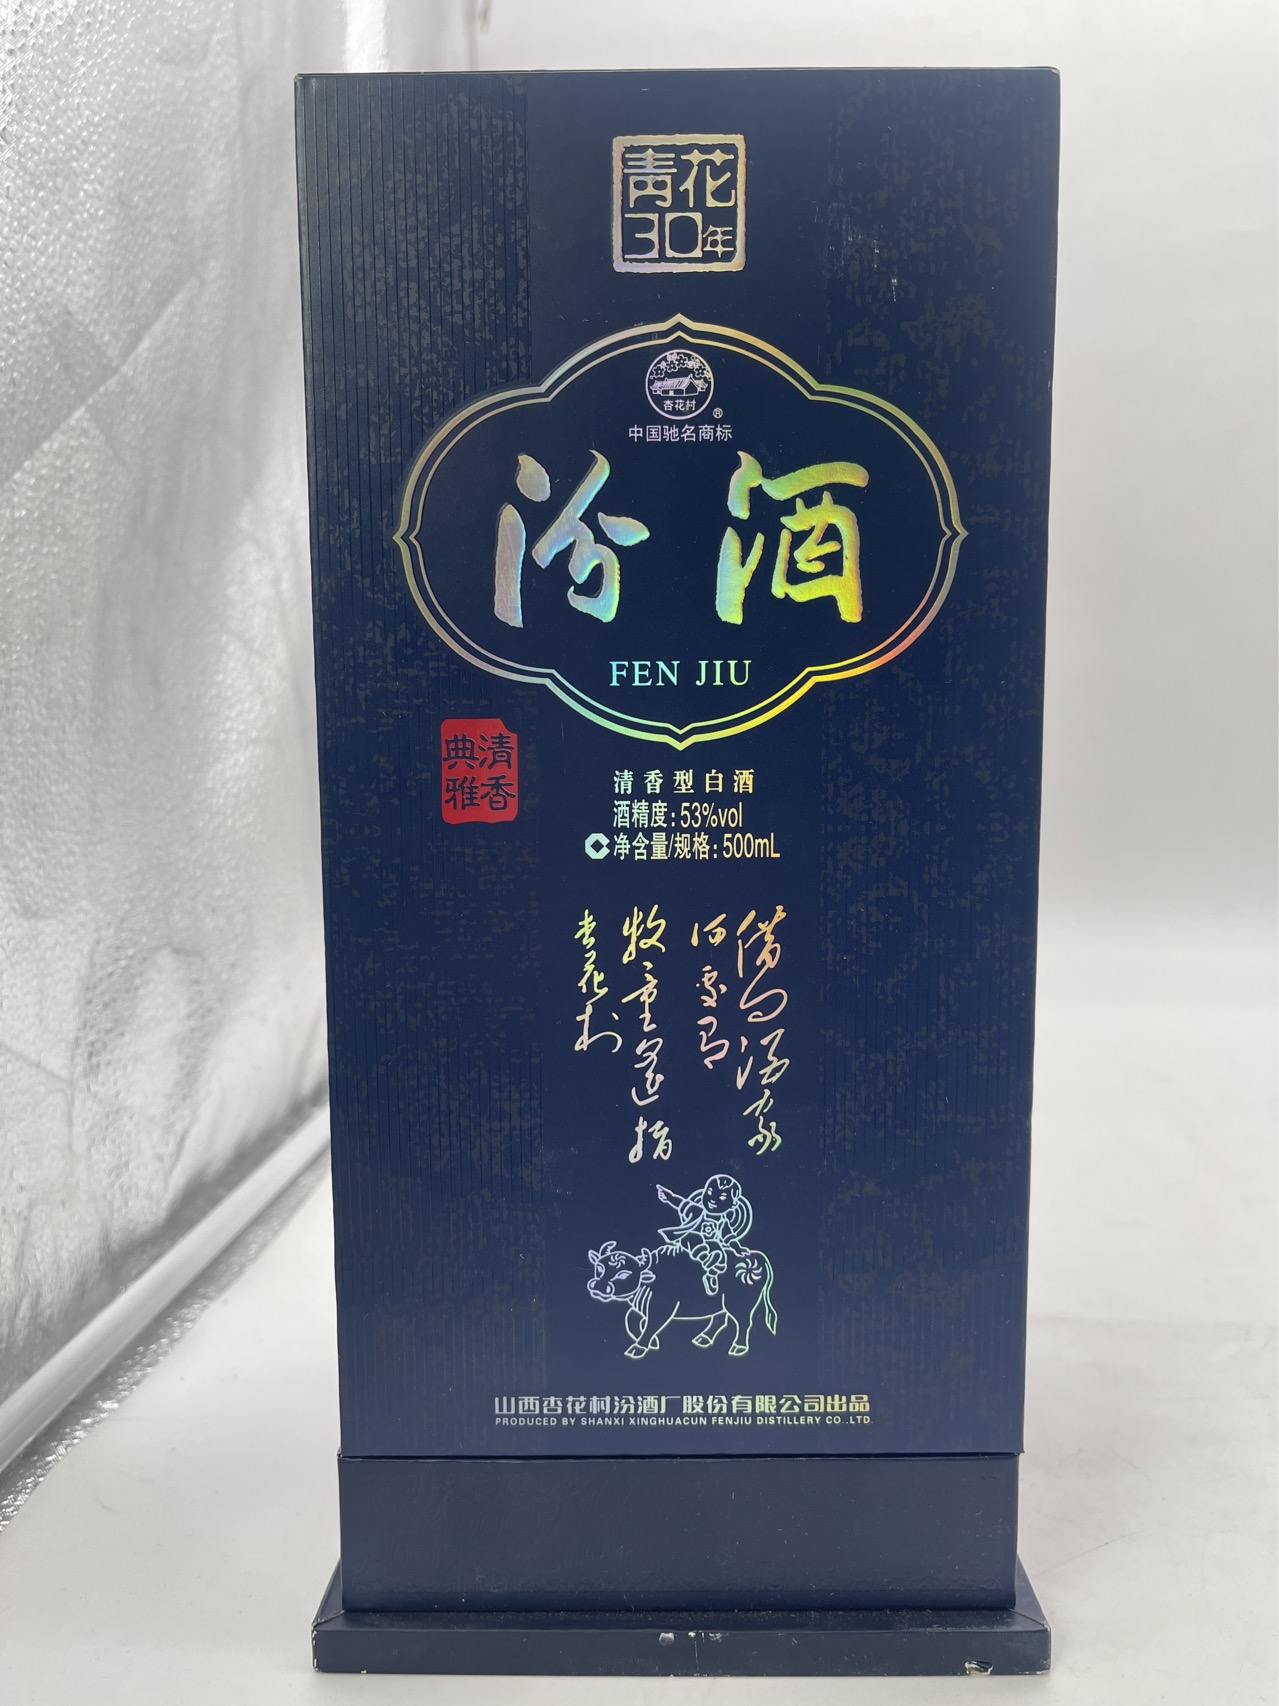 青花
30年
杏花村
®
中国驰名商标
汾酒
FEN JIU
清香
典雅
清香型白酒
酒精度：53%vol
净含量/规格：500mL
借问酒家
何处有
牧童遥指
杏花村
山西杏花村汾酒厂股份有限公司出品
PRODUCED BY SHANXI XINGHUACUN FENJIU DISTILLERY CO.,LTD.